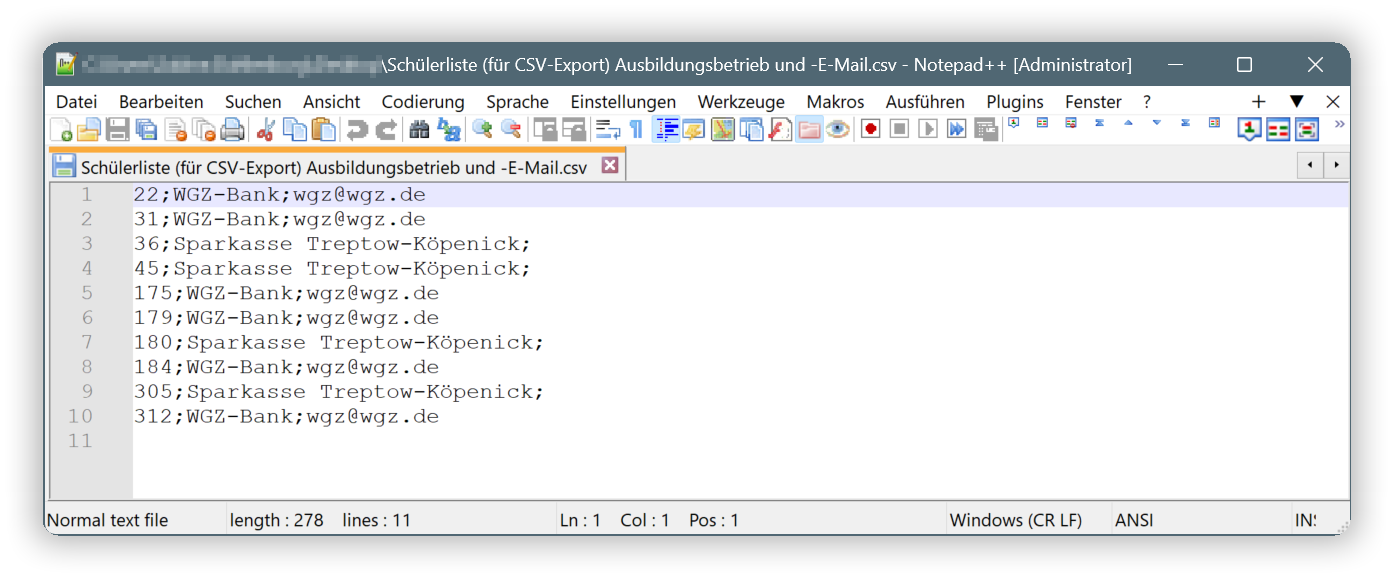 \Schülerliste (für CSV-Export) Ausbildungsbetrieb und -E-Mail.csv - Notepad++ [Administrator]
Datei Bearbeiten Suchen Ansicht Codierung Sprache Einstellungen Werkzeuge Makros Ausführen Plugins Fenster ?
Schülerliste (für CSV-Export) Ausbildungsbetrieb und -E-Mail.csv
1 22;WGZ-Bank;wgz@wgz.de
2 31;WGZ-Bank;wgz@wgz.de
3 36;Sparkasse Treptow-Köpenick;
4 45;Sparkasse Treptow-Köpenick;
5 175;WGZ-Bank;wgz@wgz.de
6 179;WGZ-Bank;wgz@wgz.de
7 180;Sparkasse Treptow-Köpenick;
8 184;WGZ-Bank;wgz@wgz.de
9 305;Sparkasse Treptow-Köpenick;
10 312;WGZ-Bank;wgz@wgz.de
11
Normal text file length : 278 lines : 11 Ln : 1 Col : 1 Pos : 1 Windows (CR LF) ANSI